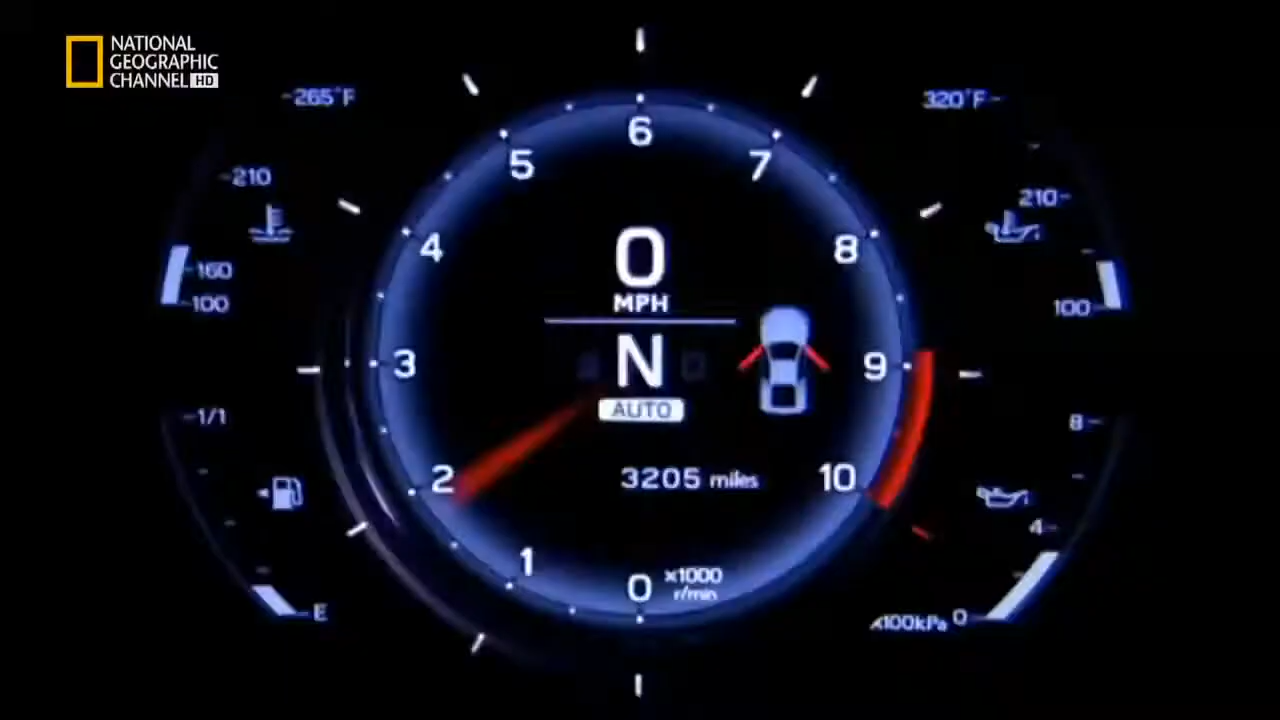 NATIONAL
GEOGRAPHIC
CHANNEL HD
265°F
210
160
100
1/1
E
320°F
210
100
8
4
0
x100kPa
0
1
2
3
4
5
6
7
8
9
10
x1000
r/min
0
MPH
N
AUTO
3205 miles